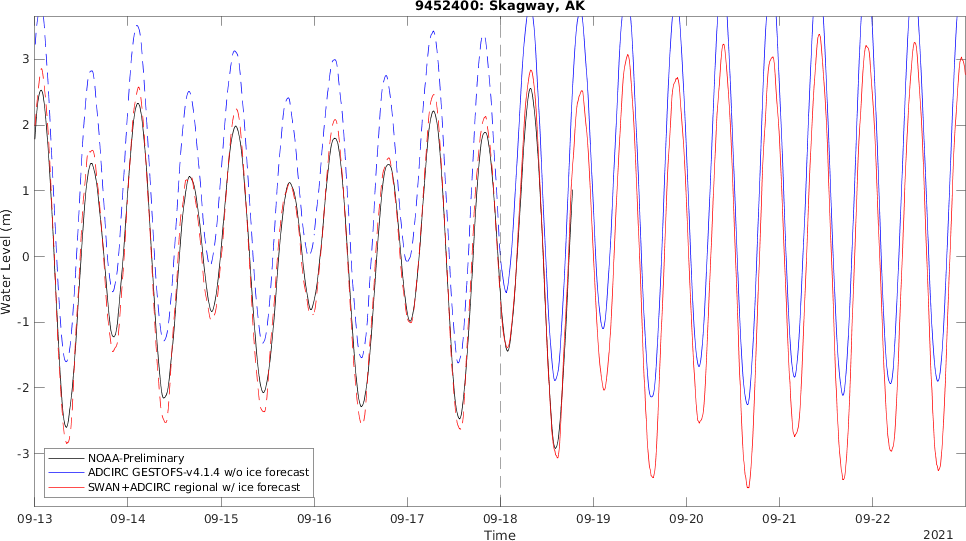 9452400: Skagway, AK
3
2
1
0
-1
-2
-3
Water Level (m)
NOAA-Preliminary
ADCIRC GESTOFS-v4.1.4 w/o ice forecast
SWAN+ADCIRC regional w/ ice forecast
09-13 09-14 09-15 09-16 09-17 09-18 09-19 09-20 09-21 09-22
Time
2021